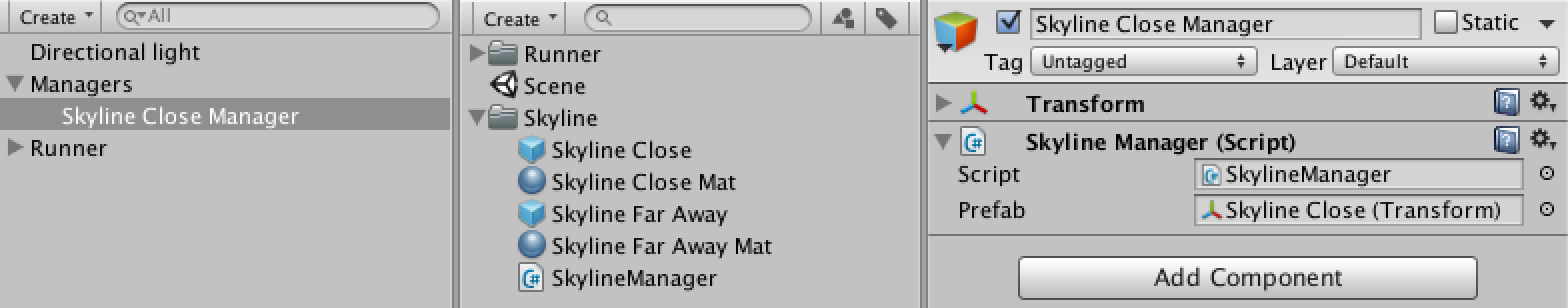 Create All
Directional light
Managers
Skyline Close Manager
Runner
Create
Runner
Scene
Skyline
Skyline Close
Skyline Close Mat
Skyline Far Away
Skyline Far Away Mat
C# SkylineManager
Skyline Close Manager Static
Tag Untagged Layer Default
Transform ?
C# Skyline Manager (Script) ?
Script C# SkylineManager
Prefab Skyline Close (Transform)
Add Component